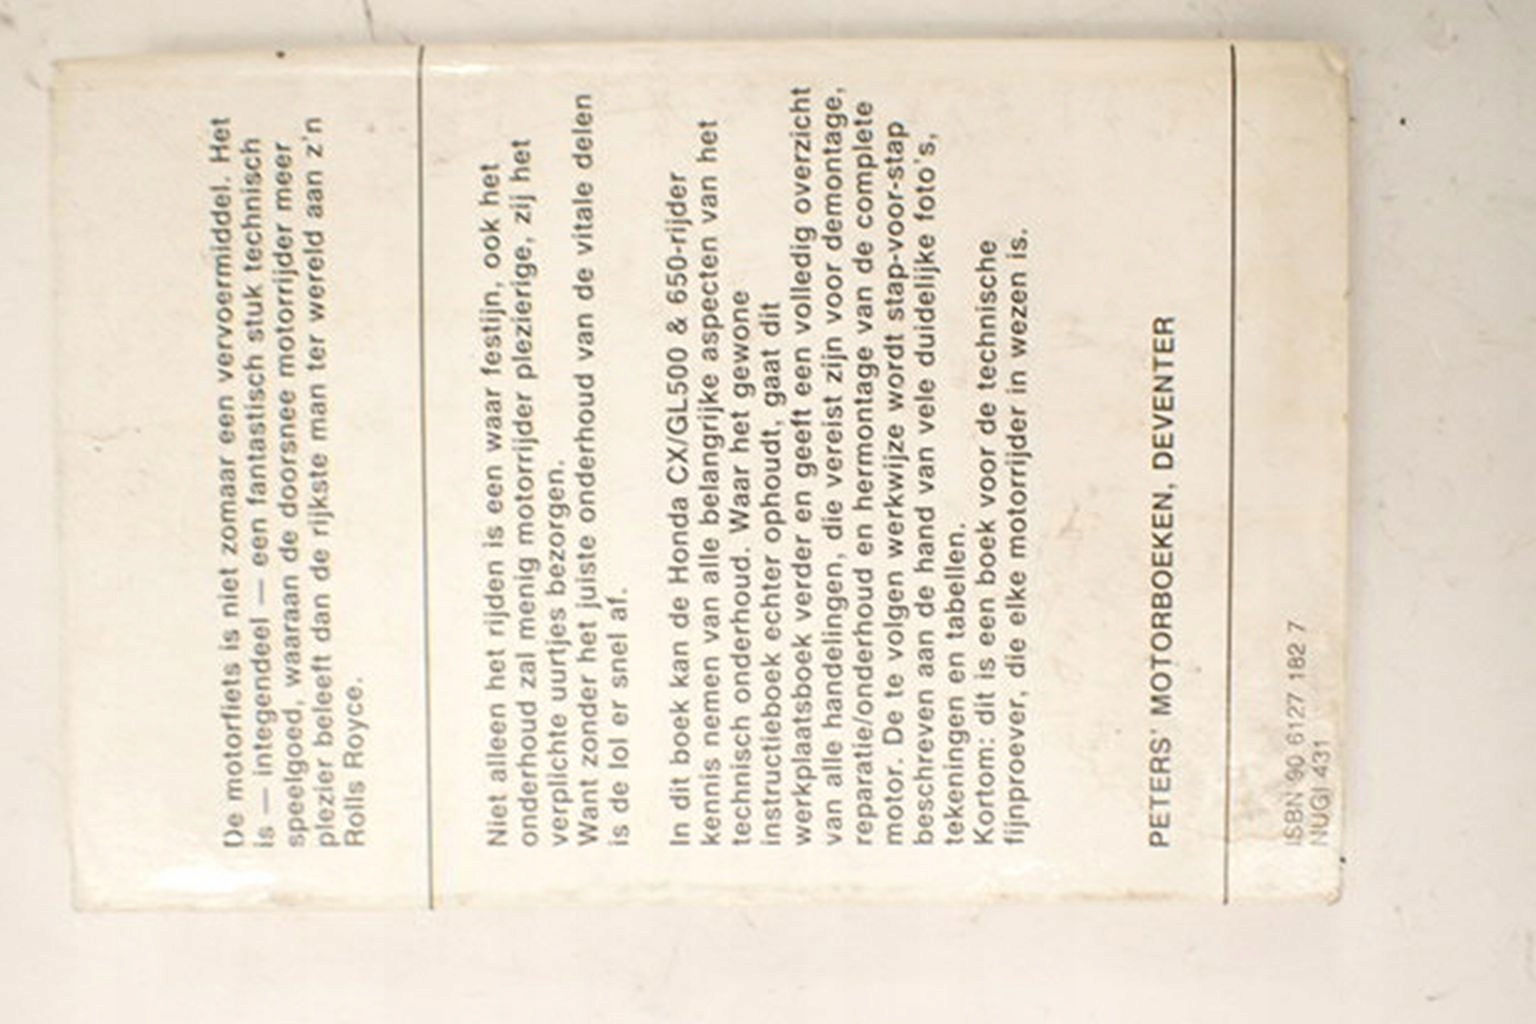 De motorfiets is niet zomaar een vervoermiddel. Het
is — integendeel — een fantastisch stuk technisch
speelgoed, waaraan de doorsnee motorrijder meer
plezier beleeft dan de rijkste man ter wereld aan z'n
Rolls Royce.
Niet alleen het rijden is een waar festijn, ook het
onderhoud zal menig motorrijder plezierige, zij het
verplichte uurtjes bezorgen.
Want zonder het juiste onderhoud van de vitale delen
is de lol er snel af.
In dit boek kan de Honda CX/GL500 & 650-rijder
kennis nemen van alle belangrijke aspecten van het
technisch onderhoud. Waar het gewone
instructieboek echter ophoudt, gaat dit
werkplaatsboek verder en geeft een volledig overzicht
van alle handelingen, die vereist zijn voor demontage,
reparatie/onderhoud en hermontage van de complete
motor. De te volgen werkwijze wordt stap-voor-stap
beschreven aan de hand van vele duidelijke foto's,
tekeningen en tabellen.
Kortom: dit is een boek voor de technische
fijnproever, die elke motorrijder in wezen is.
PETERS' MOTORBOEKEN, DEVENTER
ISBN 90 6127 182 7
NUGI 431